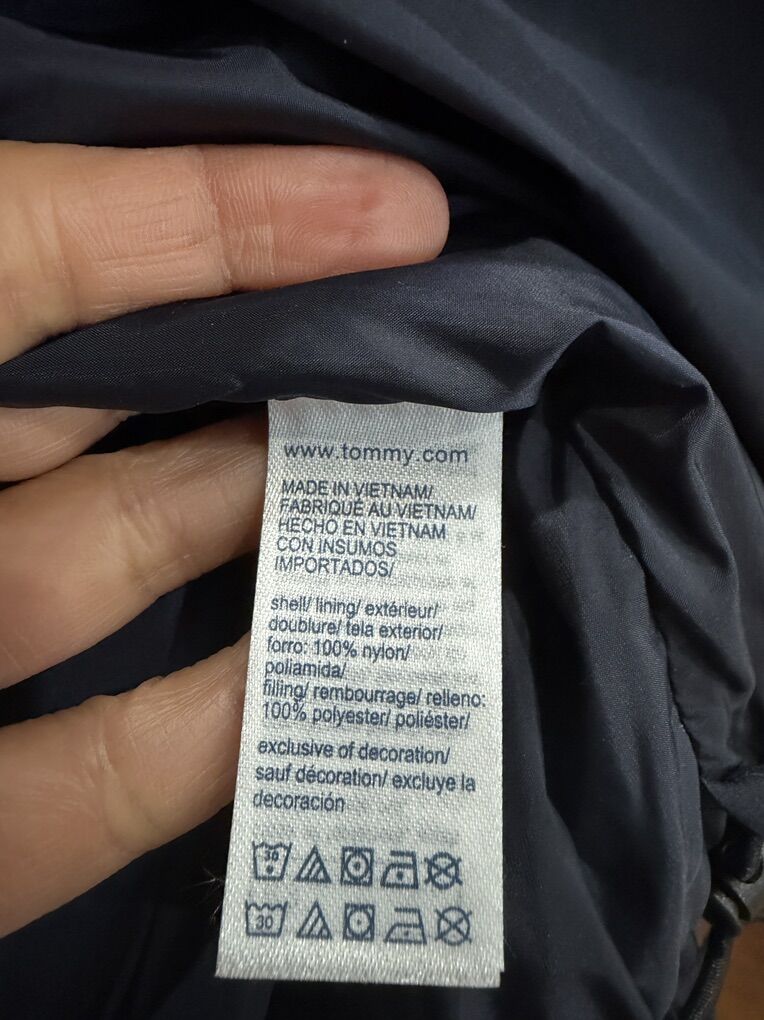 www.tommy.com
MADE IN VIETNAM/
FABRIQUÉ AU VIETNAM/
HECHO EN VIETNAM
CON INSUMOS
IMPORTADOS/
shell/ lining/ extérieur/
doublure/ tela exterior/
forro: 100% nylon/
poliamida/
filling/ rembourrage/ relleno:
100% polyester/ poliéster/
exclusive of decoration/
sauf décoration/ excluye la
decoración
30
30